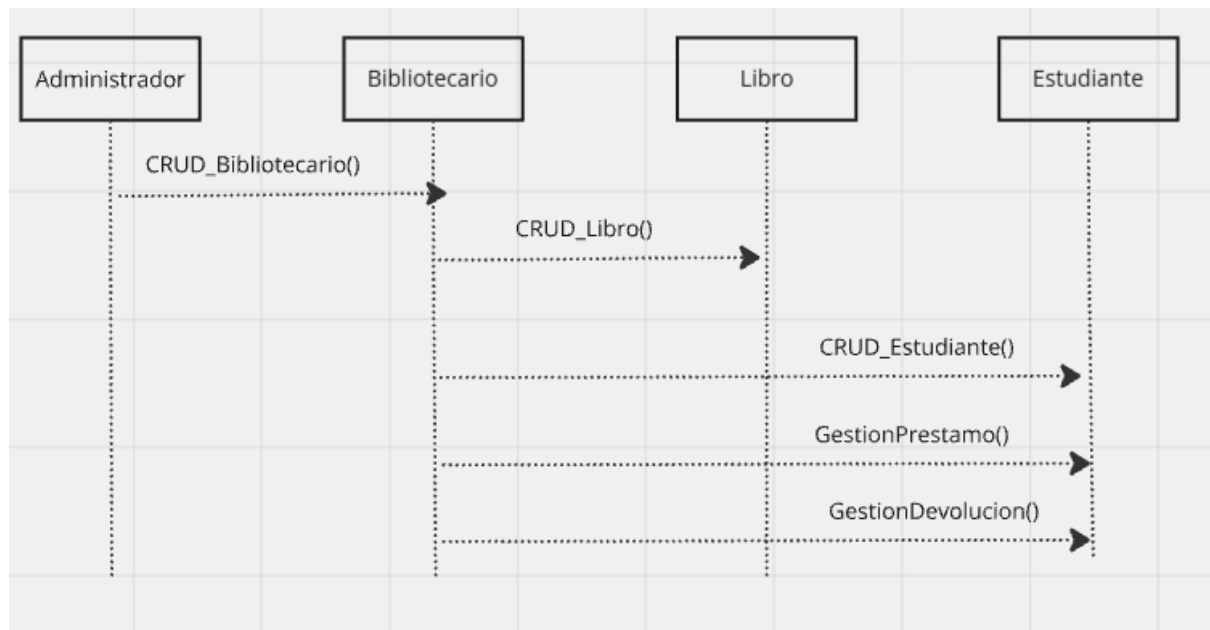 Administrador
Bibliotecario
Libro
Estudiante
CRUD_Bibliotecario()
CRUD_Libro()
CRUD_Estudiante()
GestionPrestamo()
GestionDevolucion()